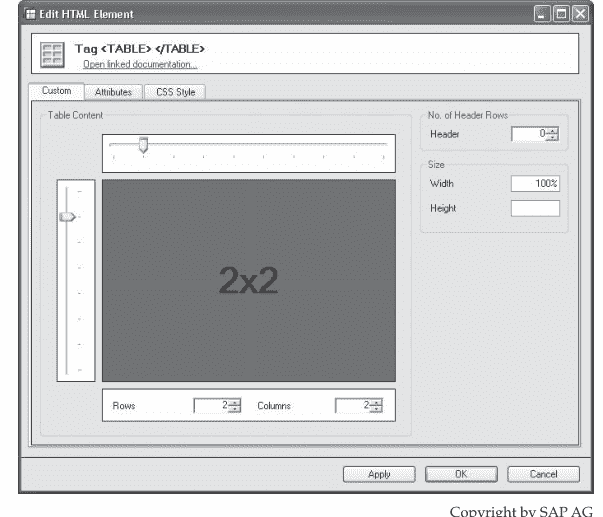 Edit HTML Element
Tag <TABLE> </TABLE>
Open linked documentation...
Custom Attributes CSS Style
Table Content
No. of Header Rows
Header 0
Size
Width 100%
Height
2x2
Rows 2 Columns 2
Apply OK Cancel
Copyright by SAP AG